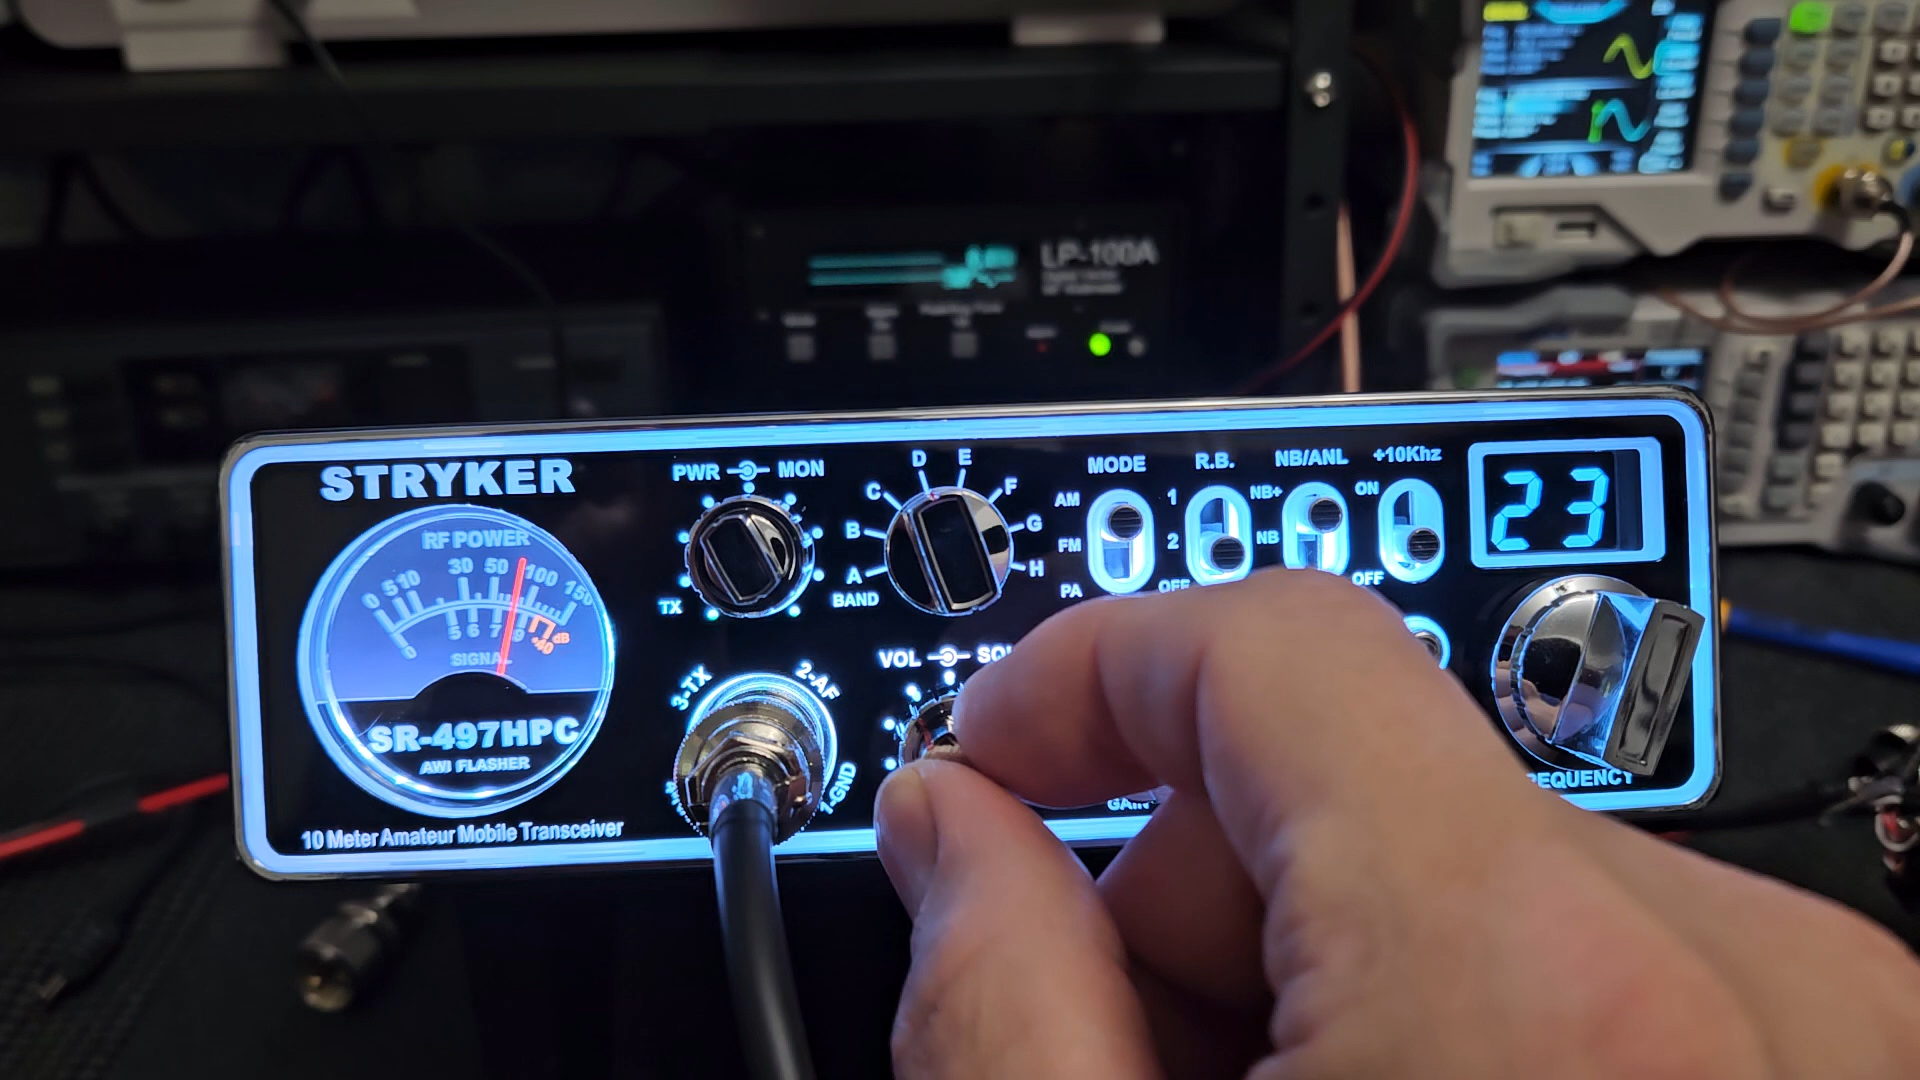 LP-100A
STRYKER
RF POWER
0 5 10 30 50 100 150
0 5 6 7 9 +40 dB
SIGNAL
SR-497HPC
AWI FLASHER
10 Meter Amateur Mobile Transceiver
PWR MON
TX
BAND A B C D E F G H
3-TX 2-AF
1-GND
VOL
MODE
AM
FM
PA
R.B.
1
2
OFF
NB/ANL
NB+
NB
+10Khz
ON
OFF
23